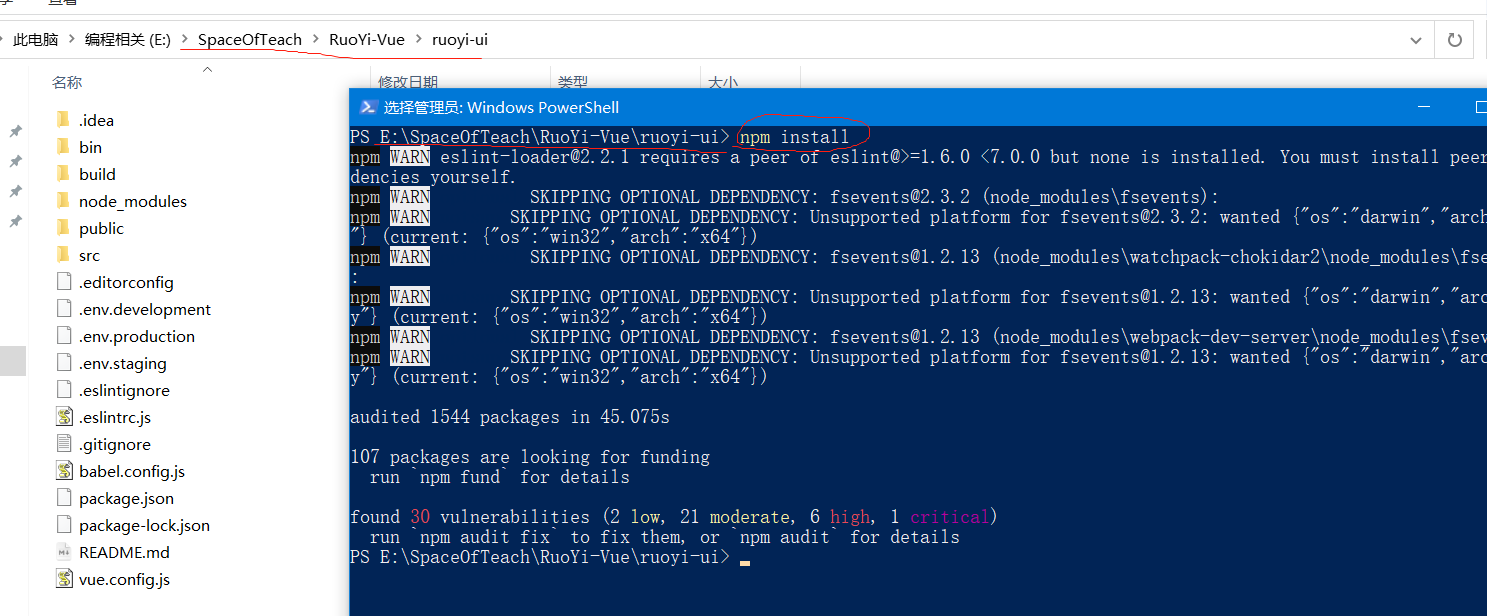 此电脑 > 编程相关 (E:) > SpaceOfTeach > RuoYi-Vue > ruoyi-ui
名称 修改日期 类型 大小
.idea
bin
build
node_modules
public
src
.editorconfig
.env.development
.env.production
.env.staging
.eslintignore
.eslintrc.js
.gitignore
babel.config.js
package.json
package-lock.json
README.md
vue.config.js
选择管理员: Windows PowerShell
PS E:\SpaceOfTeach\RuoYi-Vue\ruoyi-ui> npm install
npm WARN eslint-loader@2.2.1 requires a peer of eslint@>=1.6.0 <7.0.0 but none is installed. You must install peer
dencies yourself.
npm WARN SKIPPING OPTIONAL DEPENDENCY: fsevents@2.3.2 (node_modules\fsevents):
npm WARN SKIPPING OPTIONAL DEPENDENCY: Unsupported platform for fsevents@2.3.2: wanted {"os":"darwin","arch
"} (current: {"os":"win32","arch":"x64"})
npm WARN SKIPPING OPTIONAL DEPENDENCY: fsevents@1.2.13 (node_modules\watchpack-chokidar2\node_modules\fse
:
npm WARN SKIPPING OPTIONAL DEPENDENCY: Unsupported platform for fsevents@1.2.13: wanted {"os":"darwin","arc
y"} (current: {"os":"win32","arch":"x64"})
npm WARN SKIPPING OPTIONAL DEPENDENCY: fsevents@1.2.13 (node_modules\webpack-dev-server\node_modules\fsev
npm WARN SKIPPING OPTIONAL DEPENDENCY: Unsupported platform for fsevents@1.2.13: wanted {"os":"darwin","arc
y"} (current: {"os":"win32","arch":"x64"})
audited 1544 packages in 45.075s
107 packages are looking for funding
run `npm fund` for details
found 30 vulnerabilities (2 low, 21 moderate, 6 high, 1 critical)
run `npm audit fix` to fix them, or `npm audit` for details
PS E:\SpaceOfTeach\RuoYi-Vue\ruoyi-ui>